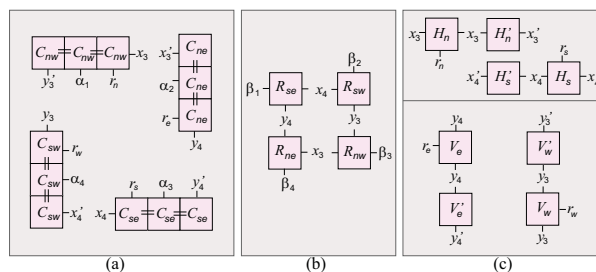 C_nw C_nw C_nw x_3
y_3' α_1 r_n
x_3' C_ne
α_2 C_ne
r_e C_ne
y_4
y_3
C_sw r_w
C_sw α_4
C_sw x_4'
r_s α_3 y_4'
x_4 C_se C_se C_se
(a)
β_2
β_1 R_se x_4 R_sw
y_4 y_3
R_ne x_3 R_nw β_3
β_4
(b)
x_3 H_n H_n' x_3'
r_n r_s
x_4' H_s' x_4 H_s
y_4 y_3'
r_e V_e V_w'
y_4 y_3
V_e' V_w r_w
y_4' y_3
(c)